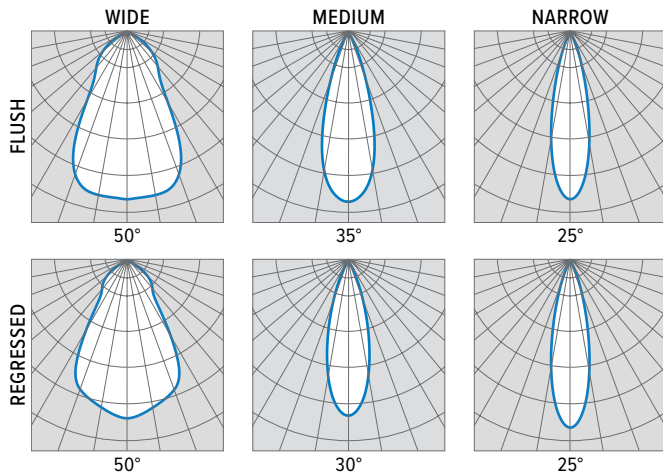 WIDE MEDIUM NARROW
FLUSH
50° 35° 25°
REGRESSED
50° 30° 25°